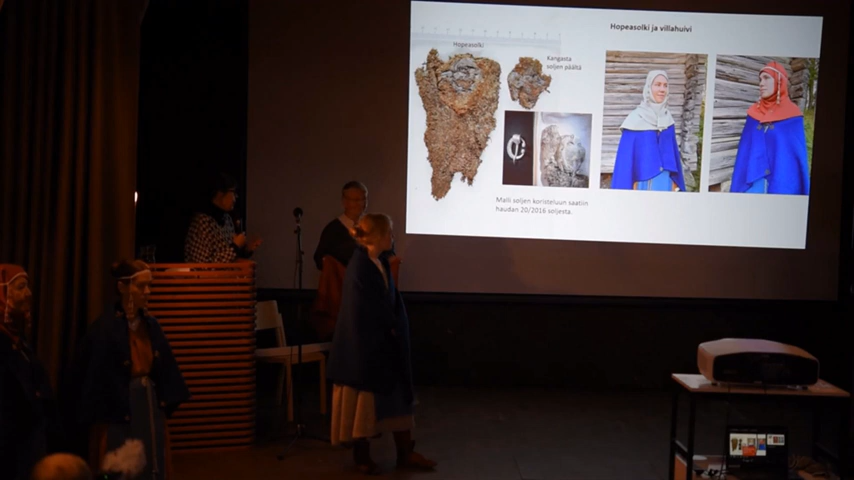 Hopeasolki ja villahuivi
Hopeasolki
Kangasta
soljen päältä
Malli soljen koristeluun saatiin
haudan 20/2016 soljesta.